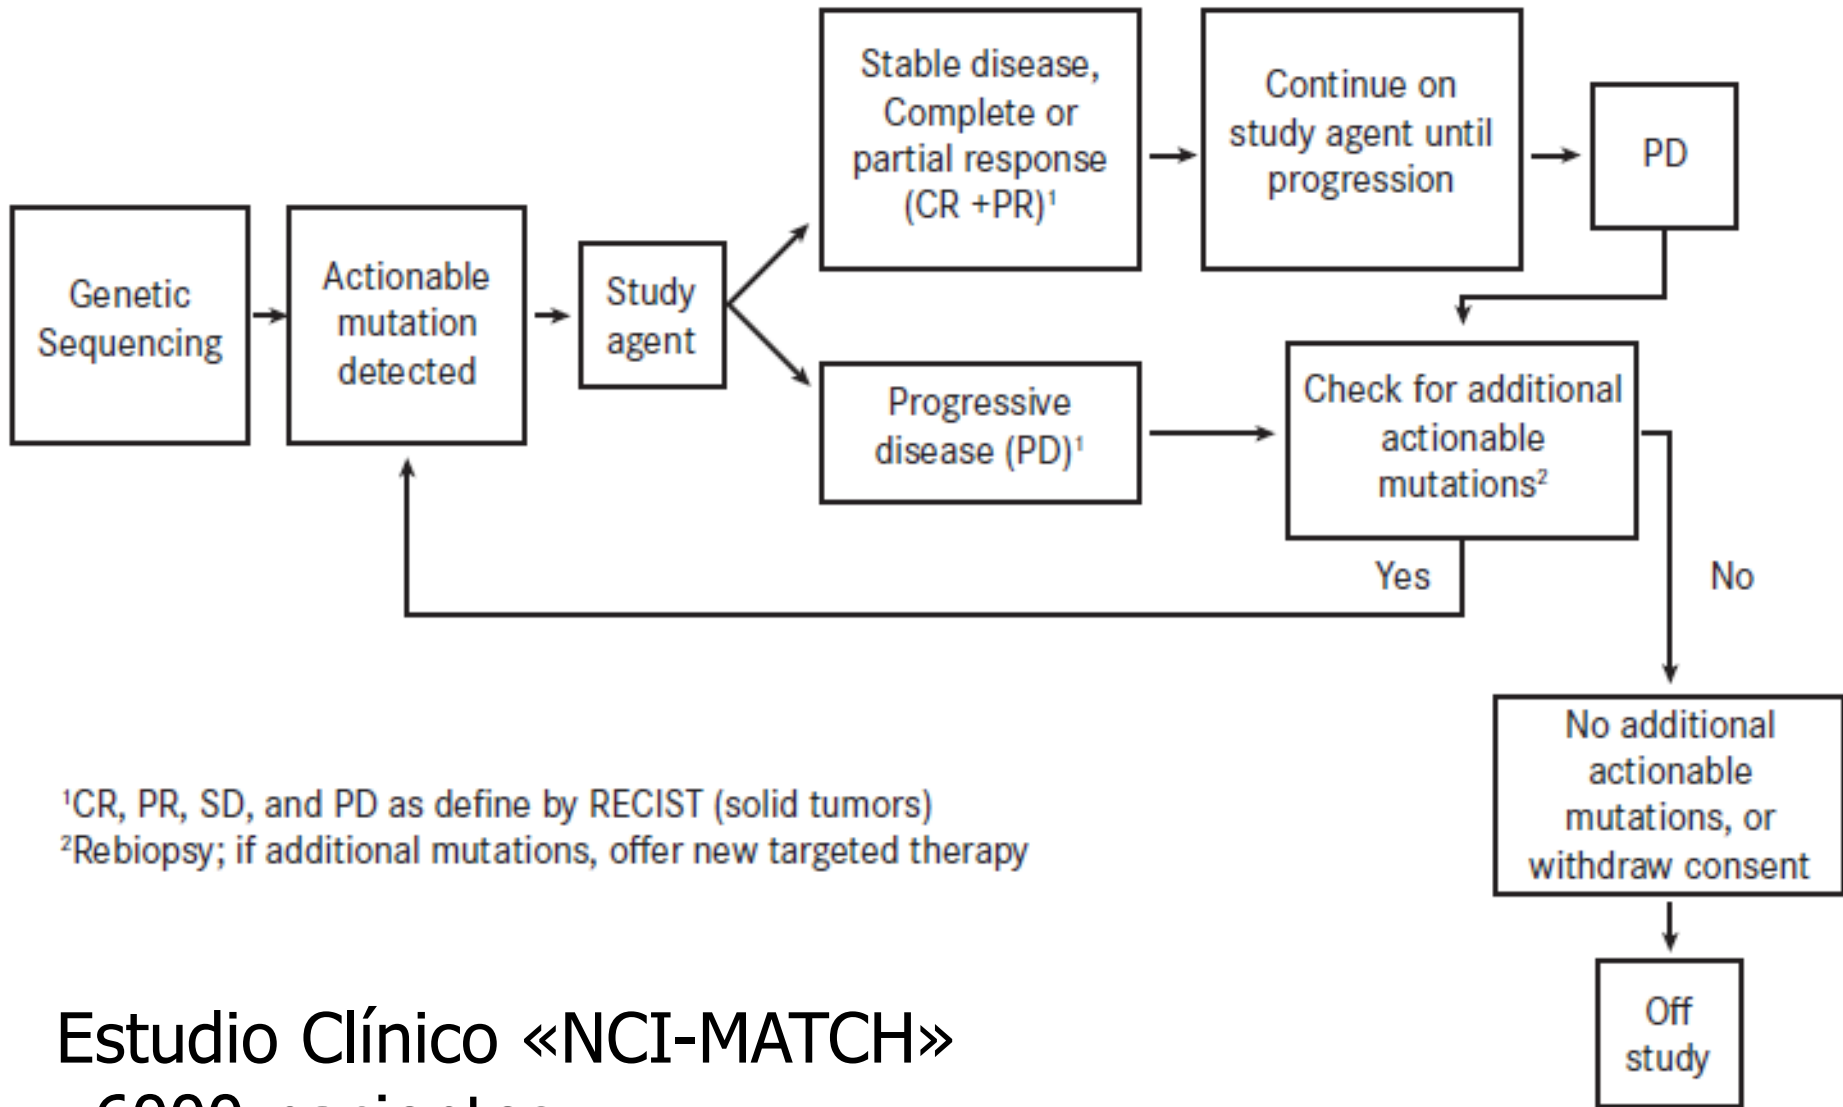 Genetic
Sequencing
Actionable
mutation
detected
Study
agent
Stable disease,
Complete or
partial response
(CR +PR)¹
Continue on
study agent until
progression
PD
Progressive
disease (PD)¹
Check for additional
actionable
mutations²
Yes
No
No additional
actionable
mutations, or
withdraw consent
Off
study
¹CR, PR, SD, and PD as define by RECIST (solid tumors)
²Rebiopsy; if additional mutations, offer new targeted therapy
Estudio Clínico «NCI-MATCH»